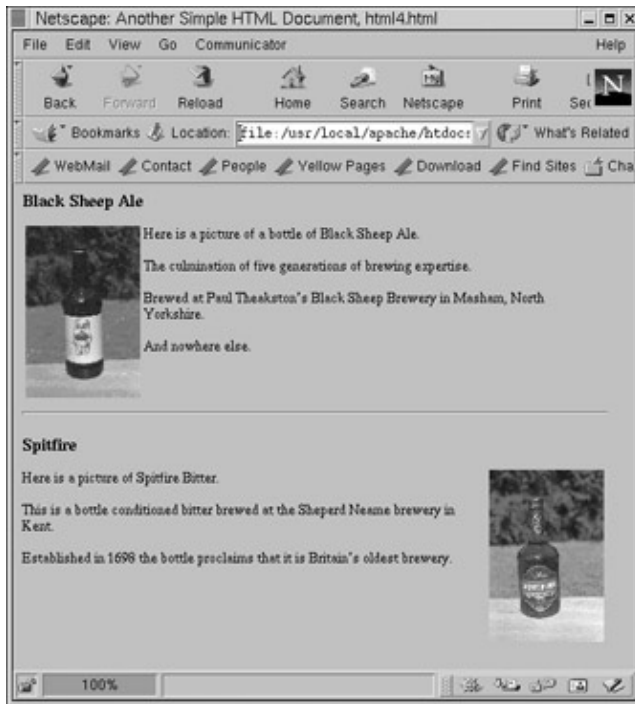 Netscape: Another Simple HTML Document, html4.html
File Edit View Go Communicator Help
Back Forward Reload Home Search Netscape Print Sec N
Bookmarks Location: file:/usr/local/apache/htdocs What's Related
WebMail Contact People Yellow Pages Download Find Sites Cha
Black Sheep Ale
Here is a picture of a bottle of Black Sheep Ale.
The culmination of five generations of brewing expertise.
Brewed at Paul Theakston's Black Sheep Brewery in Masham, North
Yorkshire.
And nowhere else.
Spitfire
Here is a picture of Spitfire Bitter.
This is a bottle conditioned bitter brewed at the Sheperd Neame brewery in
Kent.
Established in 1698 the bottle proclaims that it is Britain's oldest brewery.
100%